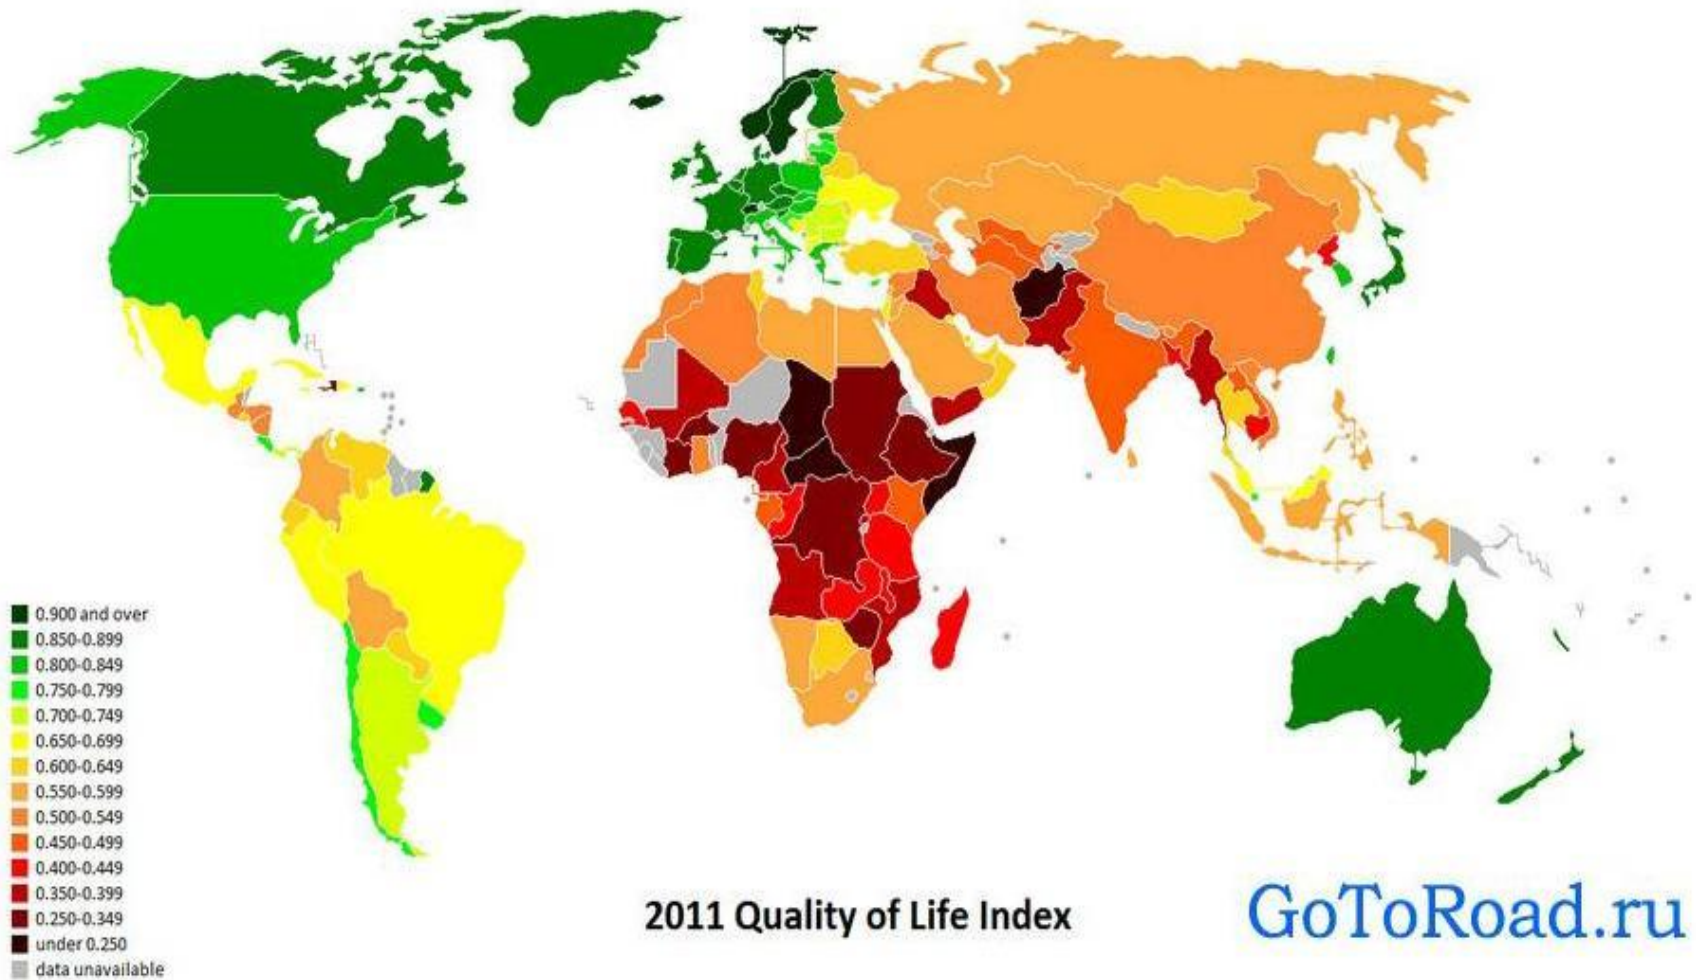 0.900 and over
0.850-0.899
0.800-0.849
0.750-0.799
0.700-0.749
0.650-0.699
0.600-0.649
0.550-0.599
0.500-0.549
0.450-0.499
0.400-0.449
0.350-0.399
0.250-0.349
under 0.250
data unavailable
2011 Quality of Life Index
GoToRoad.ru